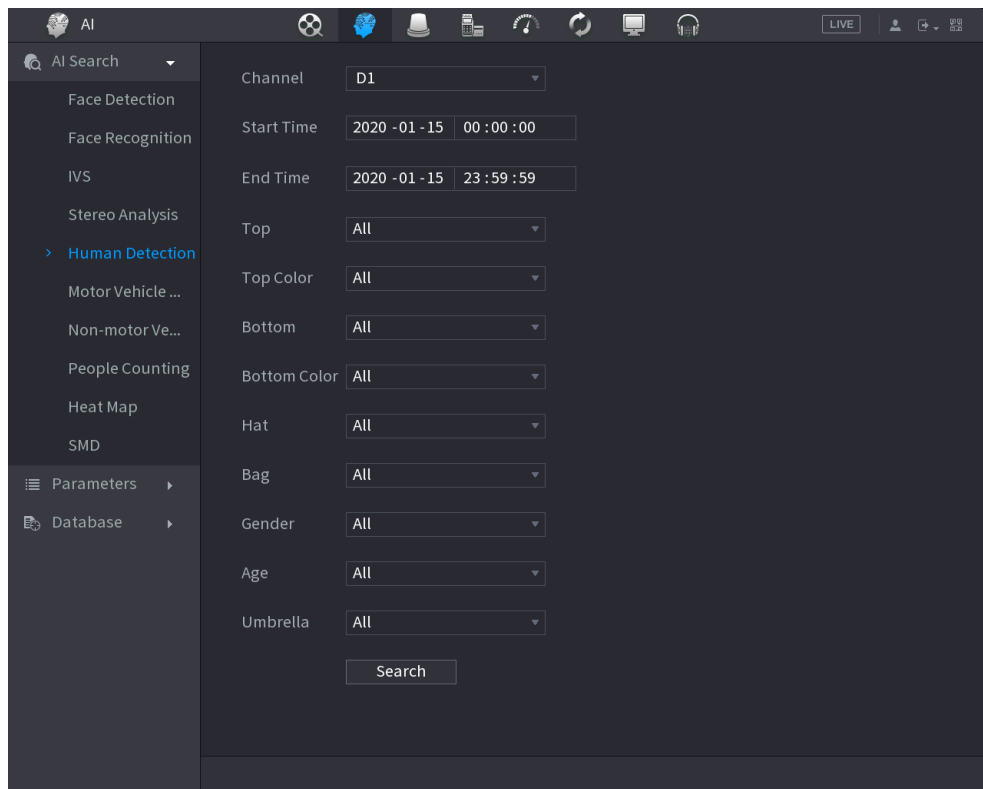 AI
LIVE
AI Search
Face Detection
Face Recognition
IVS
Stereo Analysis
Human Detection
Motor Vehicle ...
Non-motor Ve...
People Counting
Heat Map
SMD
Parameters
Database
Channel D1
Start Time 2020 -01 -15 00 :00 :00
End Time 2020 -01 -15 23 :59 :59
Top All
Top Color All
Bottom All
Bottom Color All
Hat All
Bag All
Gender All
Age All
Umbrella All
Search